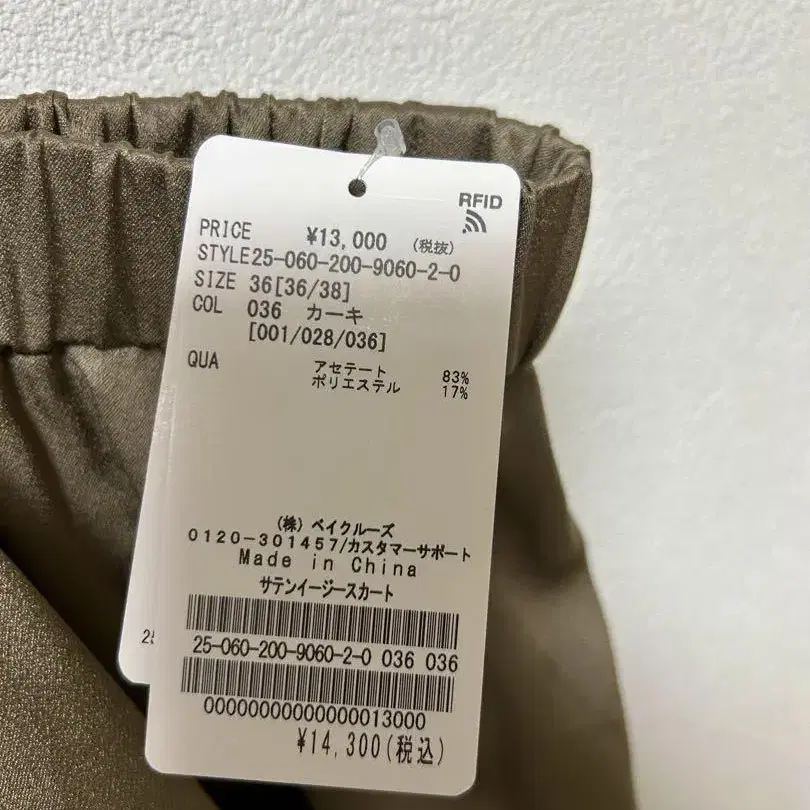 RFID
PRICE ¥13,000 (税抜)
STYLE25-060-200-9060-2-0
SIZE 36[36/38]
COL 036 カーキ
[001/028/036]
QUA アセテート 83%
ポリエステル 17%
(株) ベイクルーズ
0120-301457/カスタマーサポート
Made in China
サテンイージースカート
25-060-200-9060-2-0 036 036
00000000000000013000
¥14,300(税込)